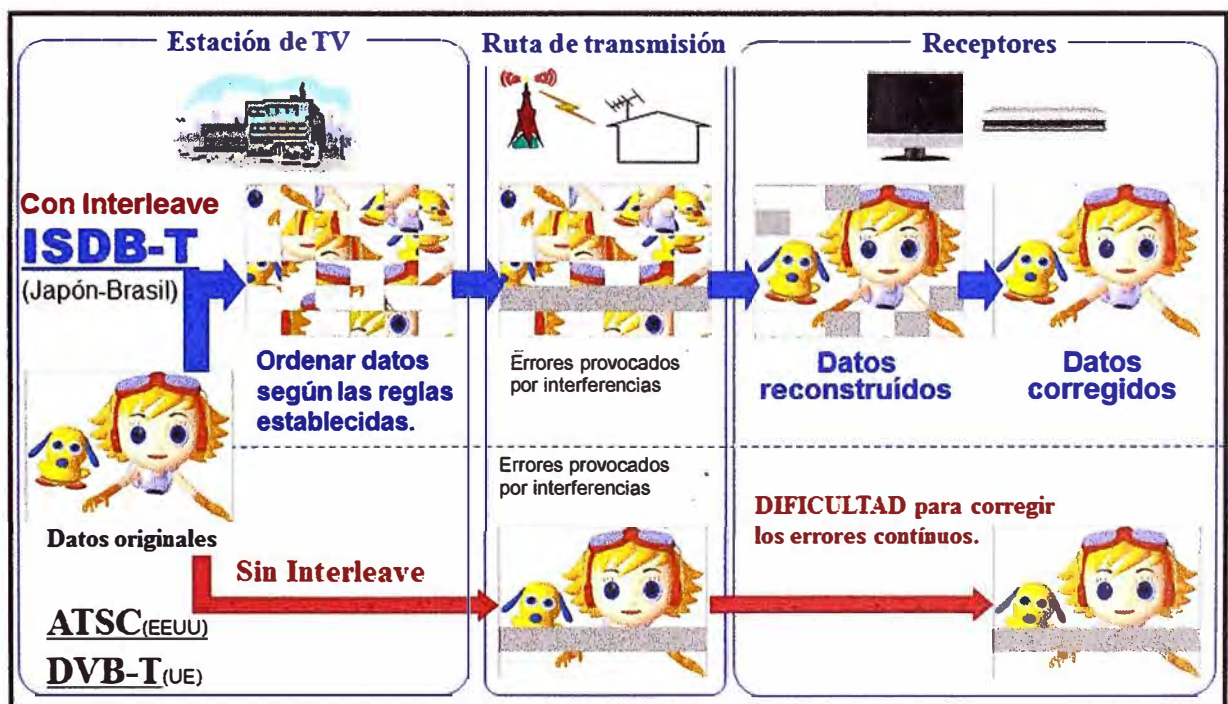 Estación de TV
Ruta de transmisión
Receptores
Con Interleave
ISDB-T
(Japón-Brasil)
Ordenar datos
según las reglas
establecidas.
Errores provocados
por interferencias
Datos
reconstruídos
Datos
corregidos
Datos originales
Errores provocados
por interferencias
DIFICULTAD para corregir
los errores contínuos.
Sin Interleave
ATSC(EEUU)
DVB-T(UE)